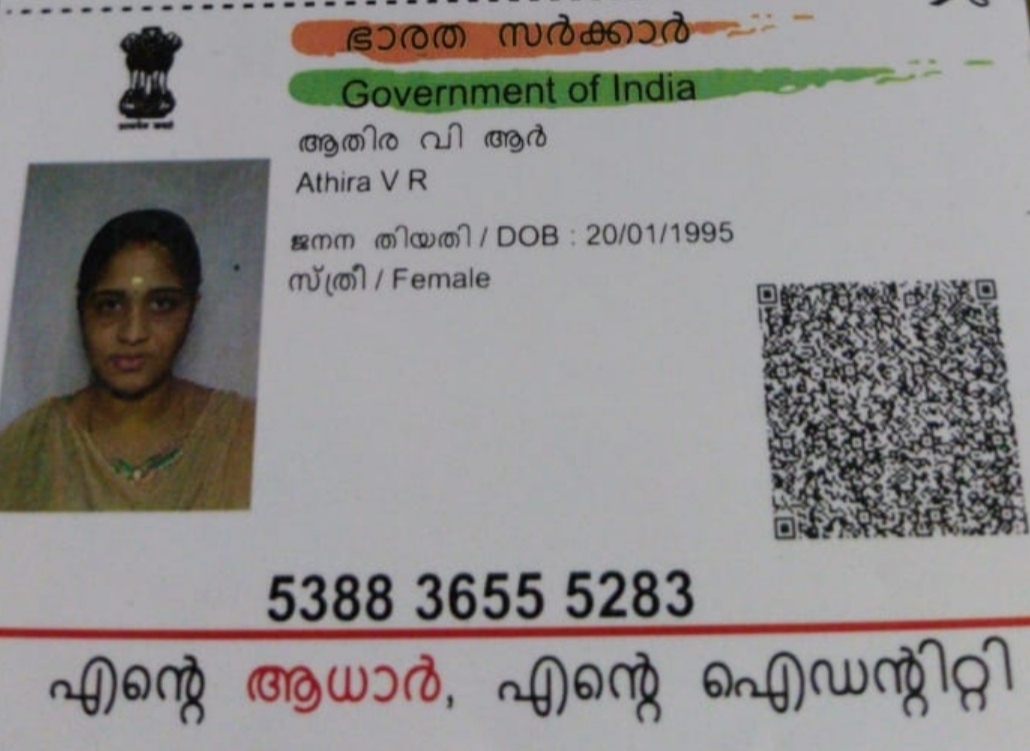 ഭാരത സർക്കാർ
Government of India
ആതിര വി ആർ
Athira V R
ജനന തിയതി / DOB : 20/01/1995
സ്ത്രീ / Female
5388 3655 5283
എന്റെ ആധാർ, എന്റെ ഐഡന്റിറ്റി